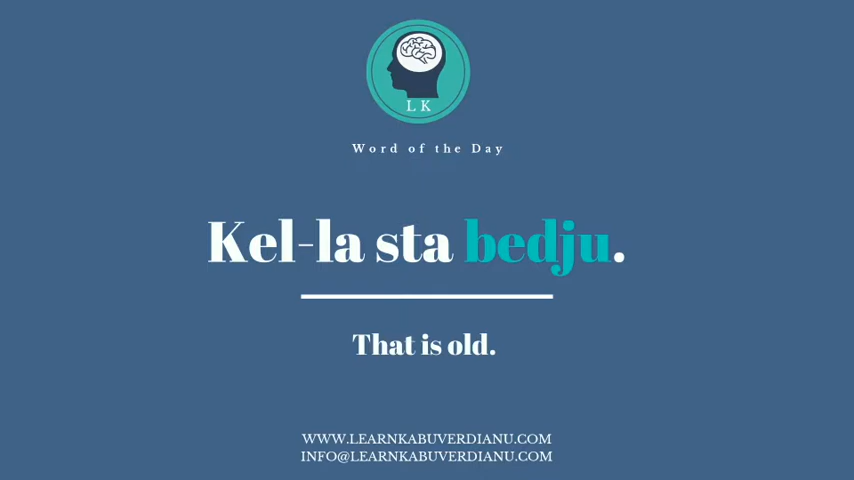 L K
Word of the Day
Kel-la sta bedju.
That is old.
WWW.LEARNKABUVERDIANU.COM
INFO@LEARNKABUVERDIANU.COM